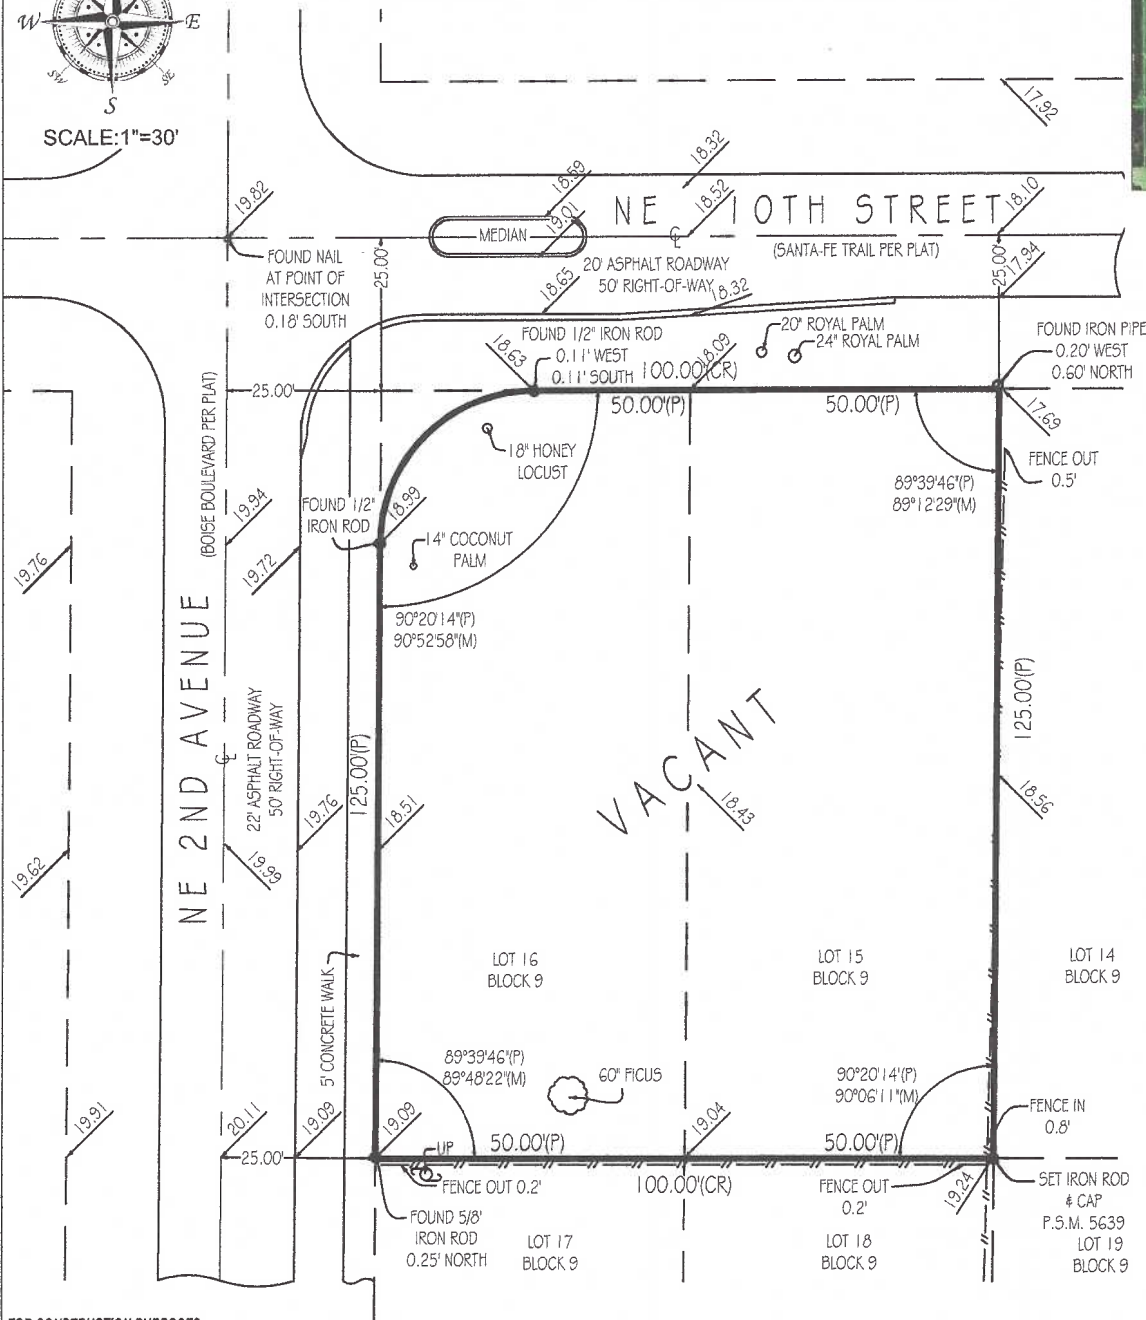 W
E
SW
SE
S
SCALE:1"=30'
17.92
18.32
18.59
19.82
18.52
18.10
19.01
NE 10TH STREET
MEDIAN
(SANTA-FE TRAIL PER PLAT)
FOUND NAIL
AT POINT OF
INTERSECTION
0.18' SOUTH
25.00'
20' ASPHALT ROADWAY
50' RIGHT-OF-WAY
18.65
18.32
25.00'
17.94
20" ROYAL PALM
24" ROYAL PALM
FOUND 1/2" IRON ROD
0.11' WEST
0.11' SOUTH
18.63
100.00'(CR)
18.09
FOUND IRON PIPE
0.20' WEST
0.60' NORTH
25.00'
50.00'(P)
50.00'(P)
17.69
18" HONEY
LOCUST
FENCE OUT
0.5'
89°39'46"(P)
89°12'29"(M)
(BOISE BOULEVARD PER PLAT)
FOUND 1/2"
IRON ROD
18.99
19.94
14" COCONUT
PALM
19.76
19.72
90°20'14"(P)
90°52'58"(M)
NE 2ND AVENUE
22' ASPHALT ROADWAY
50' RIGHT-OF-WAY
125.00'(P)
125.00'(P)
VACANT
19.76
18.51
18.43
18.56
19.62
19.99
LOT 16
BLOCK 9
LOT 15
BLOCK 9
LOT 14
BLOCK 9
5' CONCRETE WALK
89°39'46"(P)
89°48'22"(M)
60" FICUS
90°20'14'(P)
90°06'11"(M)
19.91
20.11
19.09
19.09
19.04
FENCE IN
0.8'
25.00'
UP
50.00'(P)
50.00'(P)
FENCE OUT 0.2'
100.00'(CR)
FENCE OUT
0.2'
19.24
SET IRON ROD
& CAP
P.S.M. 5639
FOUND 5/8'
IRON ROD
0.25' NORTH
LOT 17
BLOCK 9
LOT 18
BLOCK 9
LOT 19
BLOCK 9